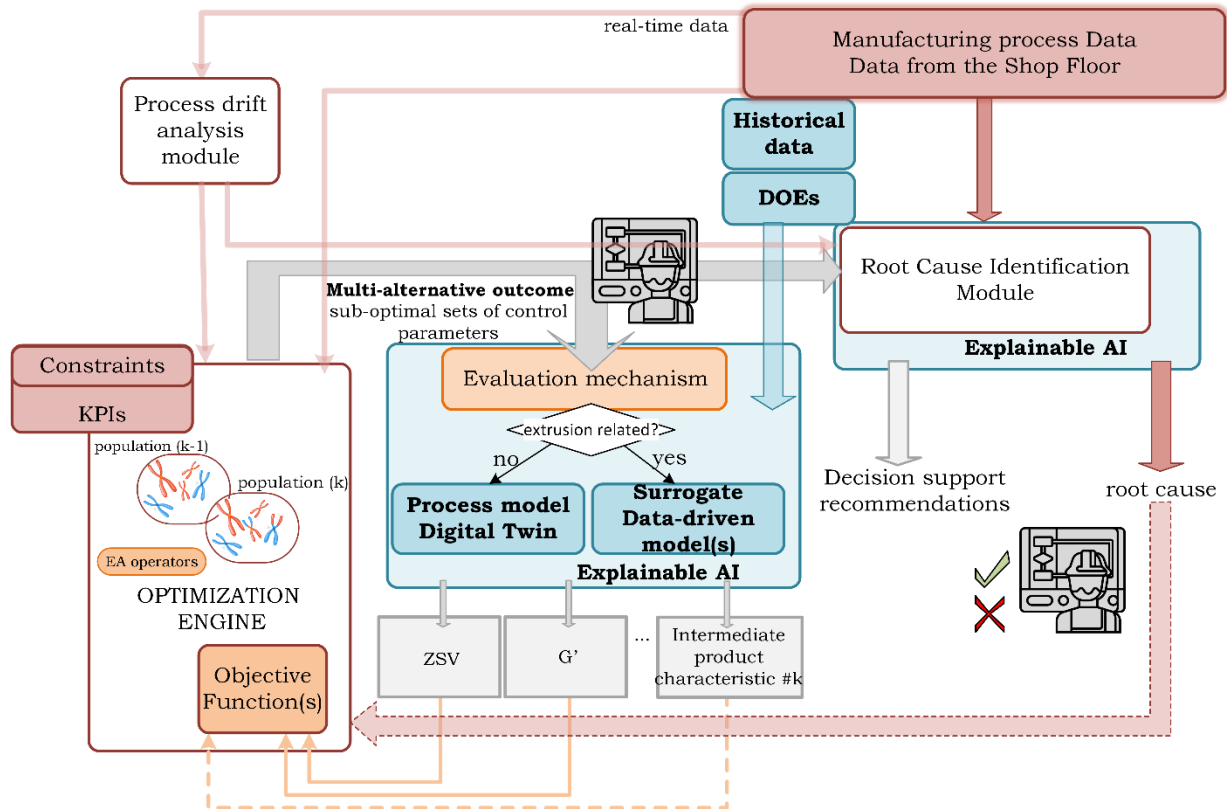 real-time data
Manufacturing process Data
Data from the Shop Floor
Process drift
analysis
module
Historical
data
DOEs
Root Cause Identification
Module
Explainable AI
Multi-alternative outcome
sub-optimal sets of control
parameters
Constraints
KPIs
Evaluation mechanism
extrusion related?
no
yes
Process model
Digital Twin
Surrogate
Data-driven
model(s)
Explainable AI
population (k-1)
population (k)
EA operators
OPTIMIZATION
ENGINE
Objective
Function(s)
Decision support
recommendations
root cause
ZSV
G’
...
Intermediate
product
characteristic #k